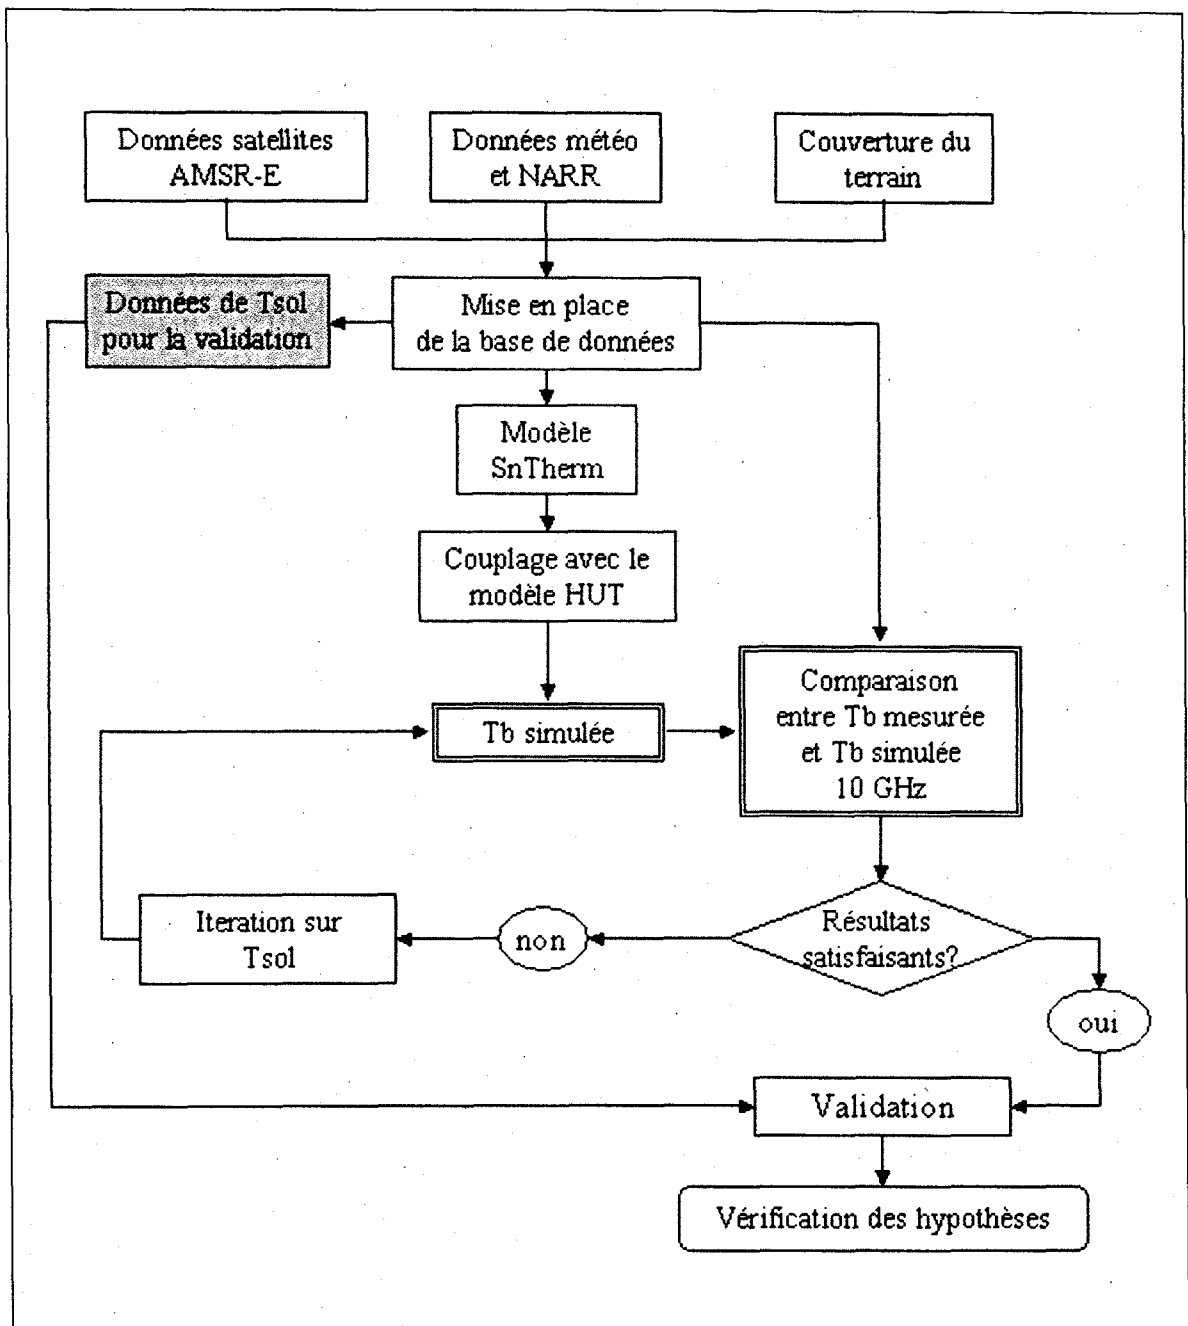 Données satellites
AMSR-E
Données météo
et NARR
Couverture du
terrain
Données de Tsol
pour la validation
Mise en place
de la base de données
Modèle
SnTherm
Couplage avec le
modèle HUT
Tb simulée
Comparaison
entre Tb mesurée
et Tb simulée
10 GHz
Iteration sur
Tsol
non
Résultats
satisfaisants?
oui
Validation
Vérification des hypothèses